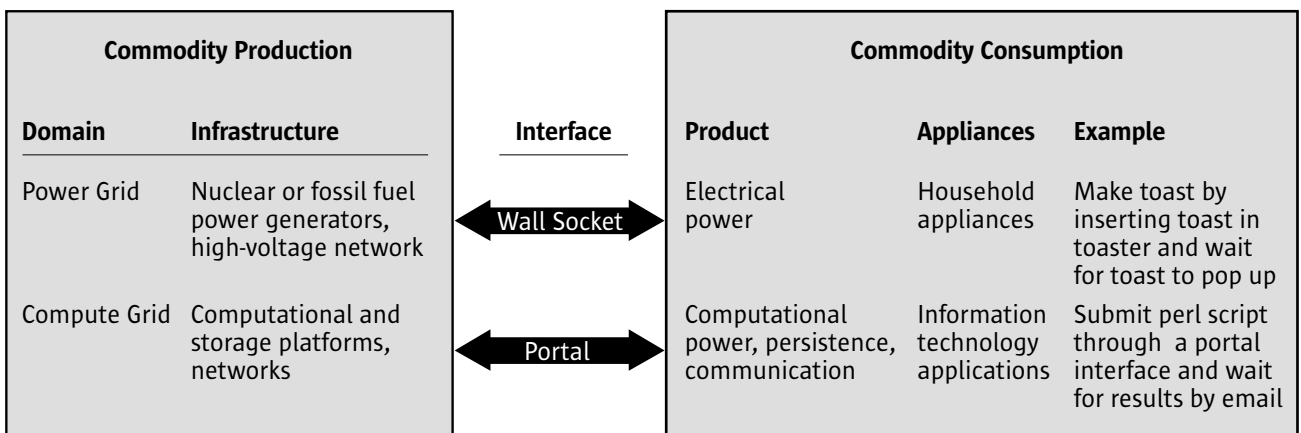 Commodity Production
Commodity Consumption
Domain Infrastructure Interface Product Appliances Example
Power Grid
Nuclear or fossil fuel
power generators,
high-voltage network
Wall Socket
Electrical
power
Household
appliances
Make toast by
inserting toast in
toaster and wait
for toast to pop up
Compute Grid
Computational and
storage platforms,
networks
Portal
Computational
power, persistence,
communication
Information
technology
applications
Submit perl script
through a portal
interface and wait
for results by email